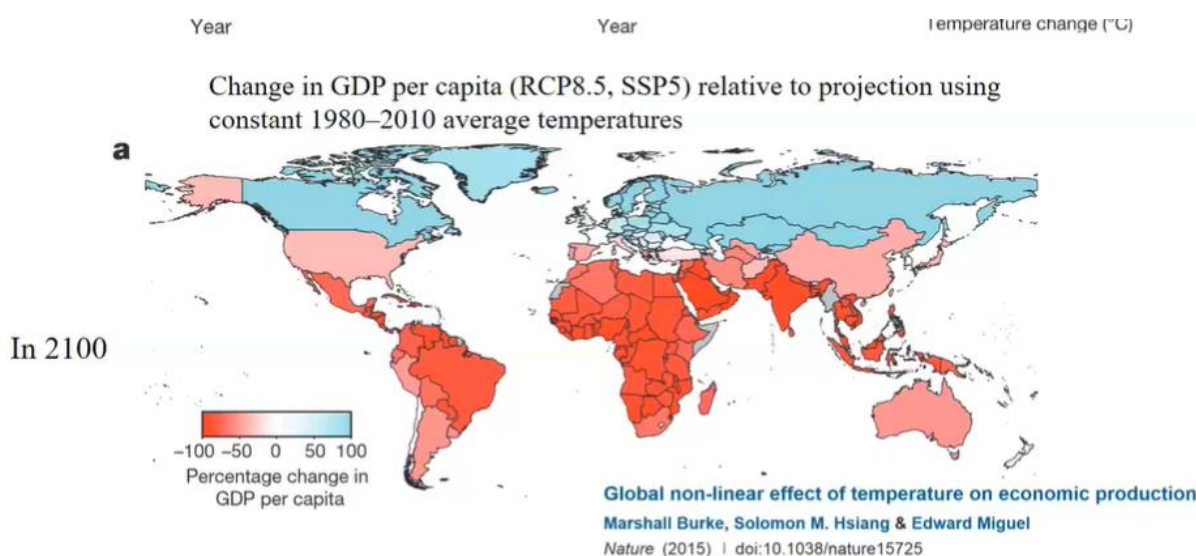 Year
Year
Temperature change (°C)
Change in GDP per capita (RCP8.5, SSP5) relative to projection using
constant 1980–2010 average temperatures
a
In 2100
−100 −50 0 50 100
Percentage change in
GDP per capita
Global non-linear effect of temperature on economic production
Marshall Burke, Solomon M. Hsiang & Edward Miguel
Nature (2015) | doi:10.1038/nature15725